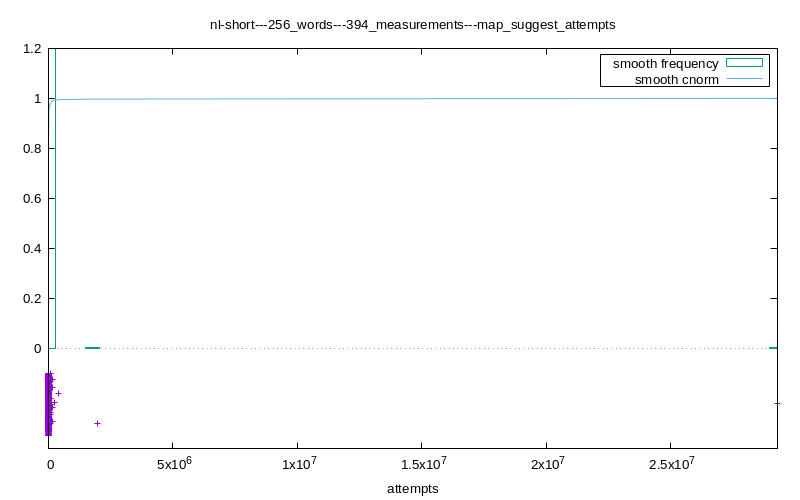 nl-short---256_words---394_measurements---map_suggest_attempts
smooth frequency
smooth cnorm
1.2
1
0.8
0.6
0.4
0.2
0
0 5x10^6 1x10^7 1.5x10^7 2x10^7 2.5x10^7
attempts